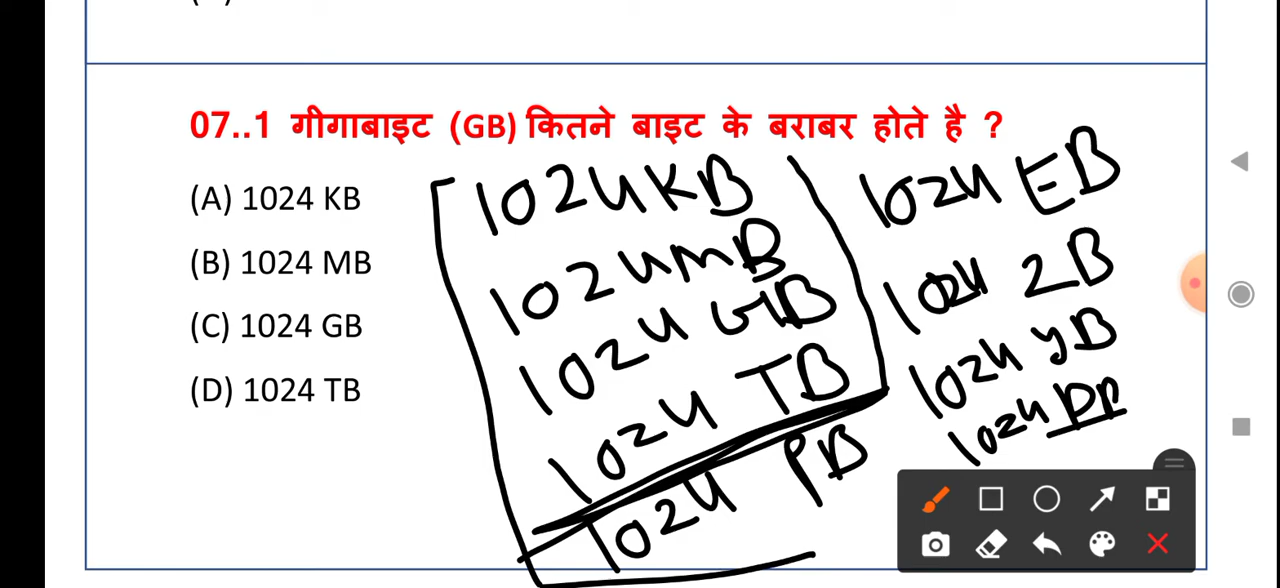 07..1 गीगाबाइट (GB) कितने बाइट के बराबर होते है ?
(A) 1024 KB
(B) 1024 MB
(C) 1024 GB
(D) 1024 TB
1024 KB
1024 MB
1024 GB
1024 TB
1024 PB
1024 EB
1024 ZB
1024 yB
1024